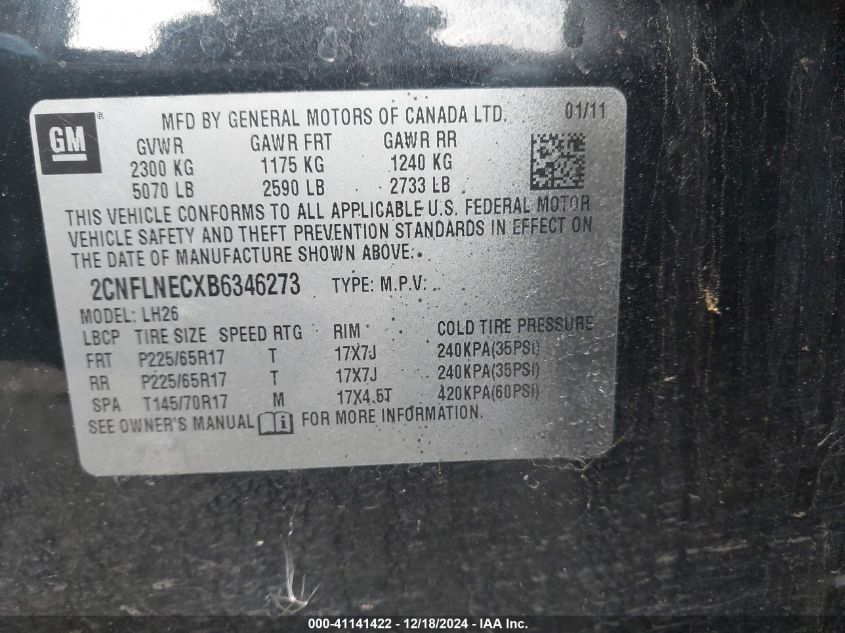 GM ®
MFD BY GENERAL MOTORS OF CANADA LTD. 01/11
GVWR GAWR FRT GAWR RR
2300 KG 1175 KG 1240 KG
5070 LB 2590 LB 2733 LB
THIS VEHICLE CONFORMS TO ALL APPLICABLE U.S. FEDERAL MOTOR
VEHICLE SAFETY AND THEFT PREVENTION STANDARDS IN EFFECT ON
THE DATE OF MANUFACTURE SHOWN ABOVE.
2CNFLNECXB6346273 TYPE: M.P.V.
MODEL: LH26
LBCP TIRE SIZE SPEED RTG RIM COLD TIRE PRESSURE
FRT P225/65R17 T 17X7J 240KPA(35PSI)
RR P225/65R17 T 17X7J 240KPA(35PSI)
SPA T145/70R17 M 17X4.5T 420KPA(60PSI)
SEE OWNER'S MANUAL i FOR MORE INFORMATION.
000-41141422 - 12/18/2024 - IAA Inc.